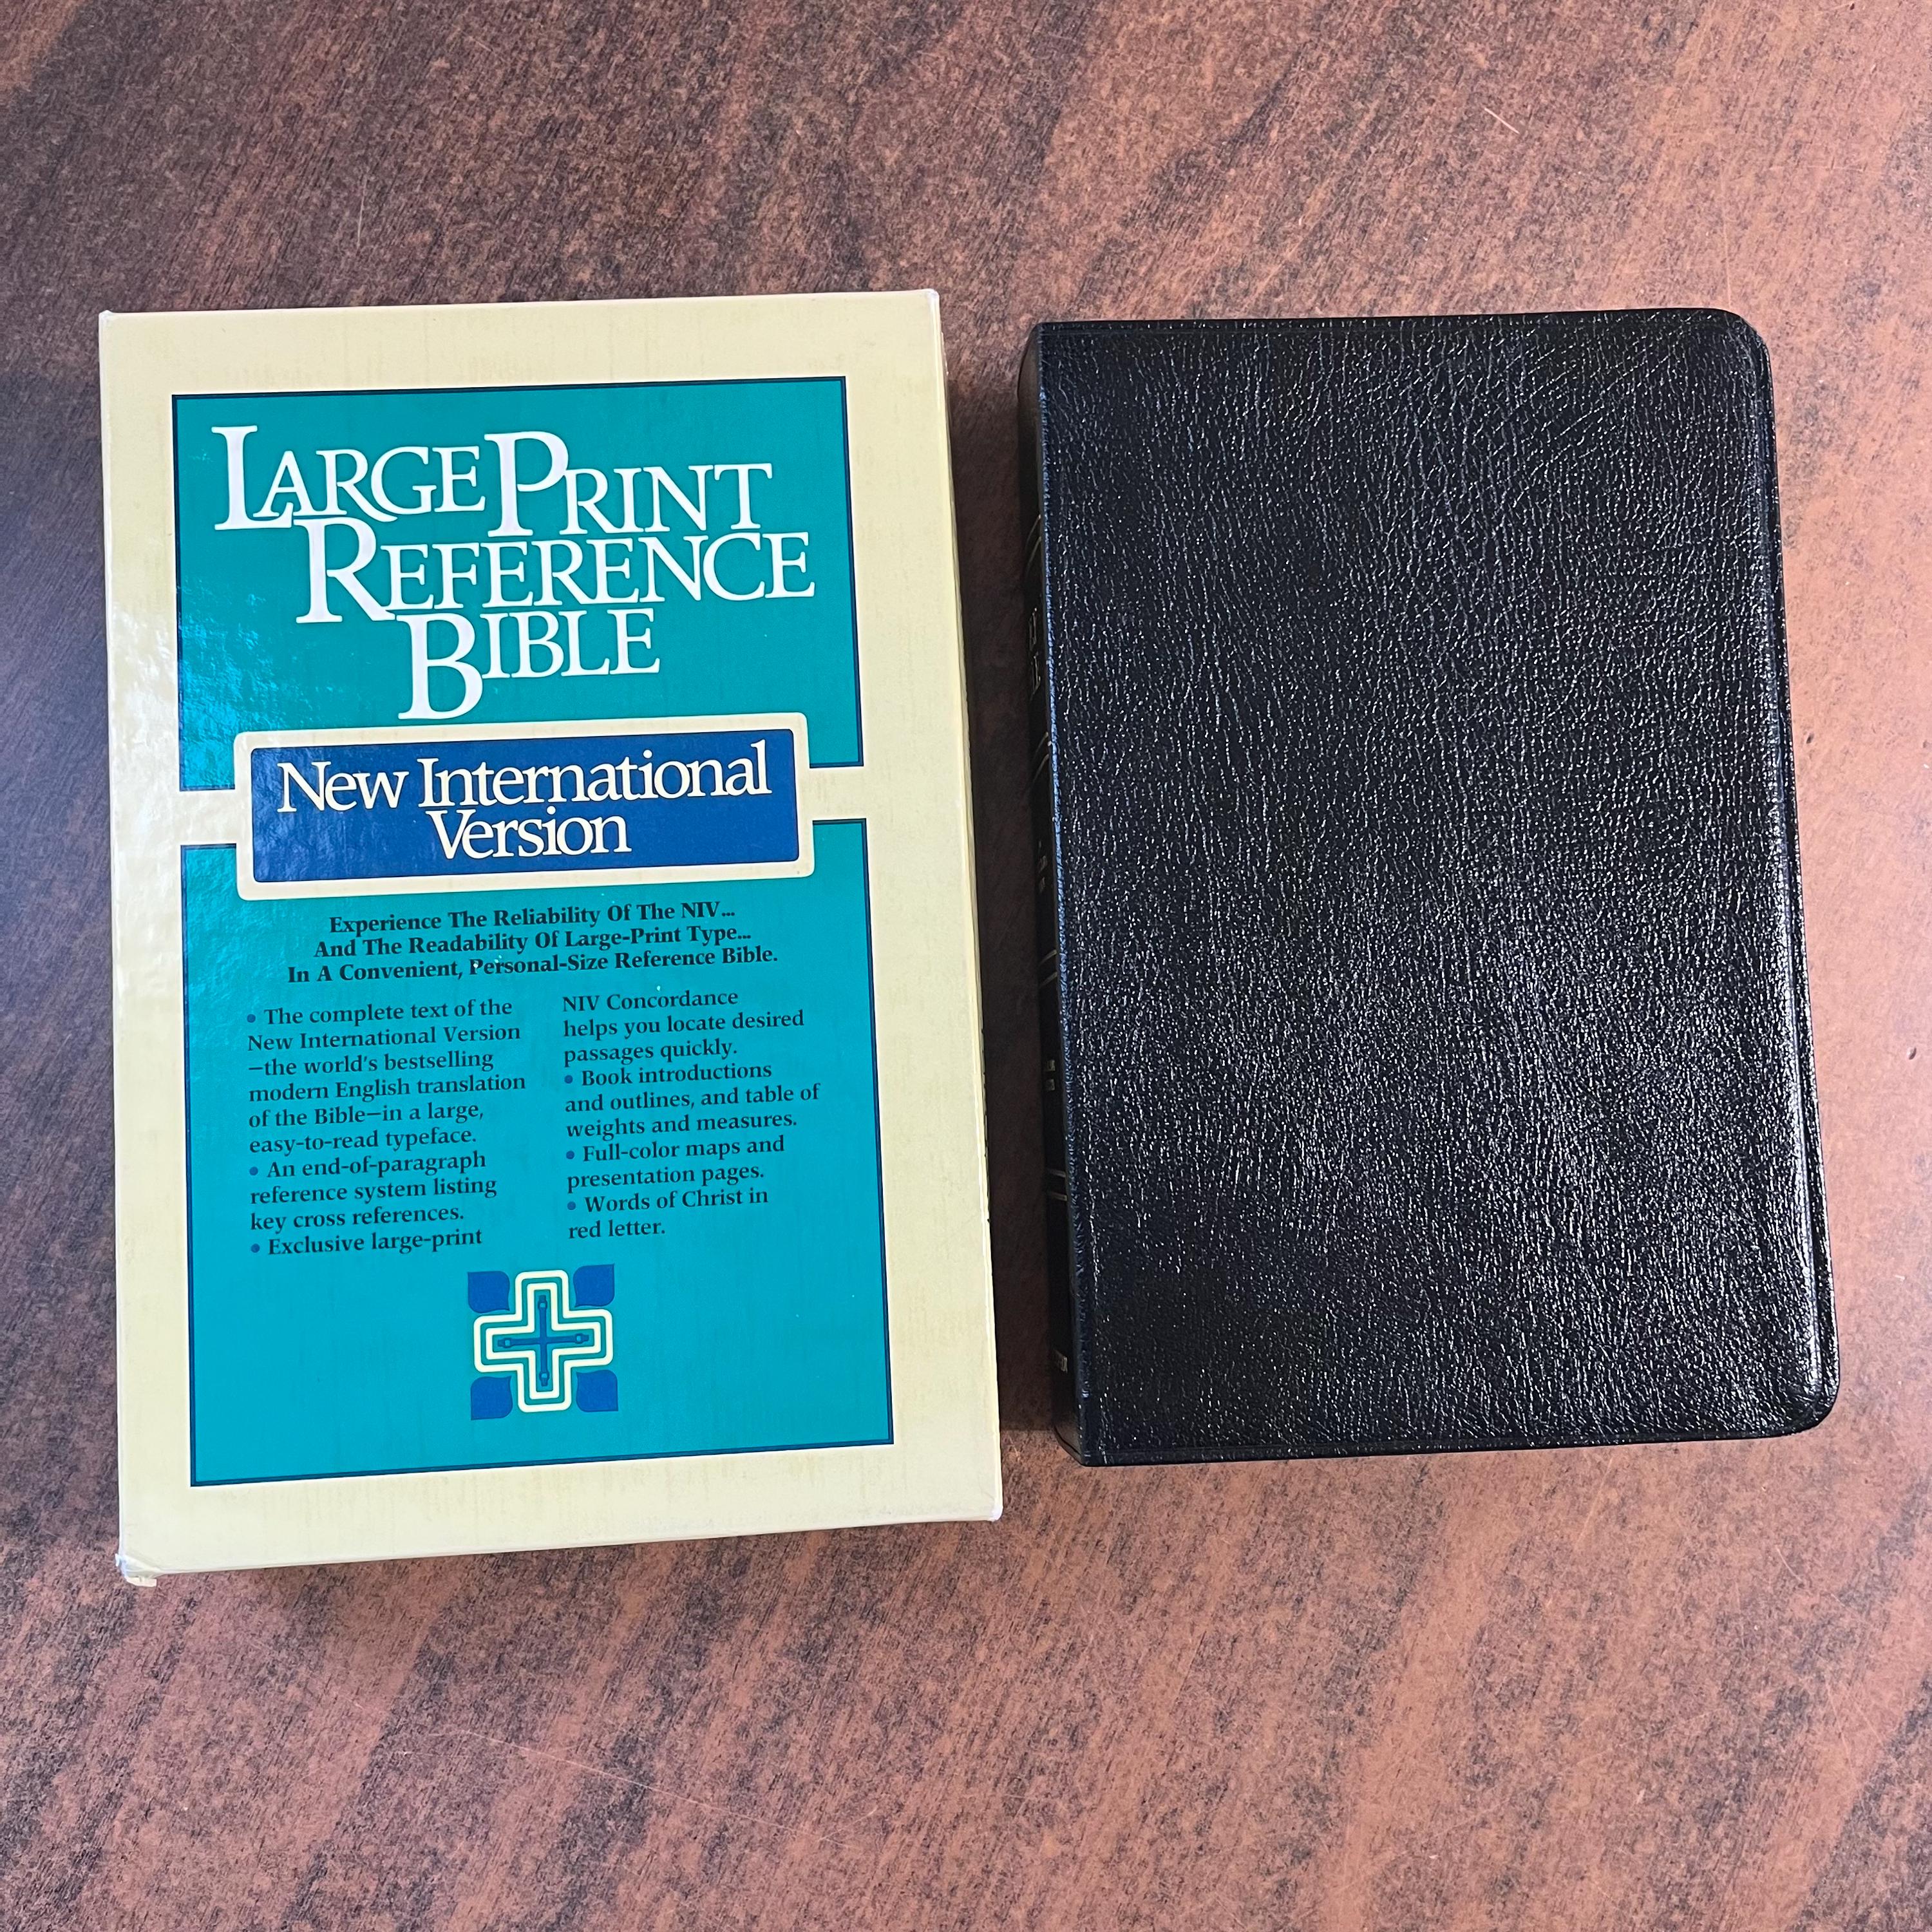 LARGE PRINT
REFERENCE
BIBLE
New International
Version
Experience The Reliability Of The NIV...
And The Readability Of Large-Print Type...
In A Convenient, Personal-Size Reference Bible.
• The complete text of the
New International Version
—the world's bestselling
modern English translation
of the Bible—in a large,
easy-to-read typeface.
• An end-of-paragraph
reference system listing
key cross references.
• Exclusive large-print
NIV Concordance
helps you locate desired
passages quickly.
• Book introductions
and outlines, and table of
weights and measures.
• Full-color maps and
presentation pages.
• Words of Christ in
red letter.